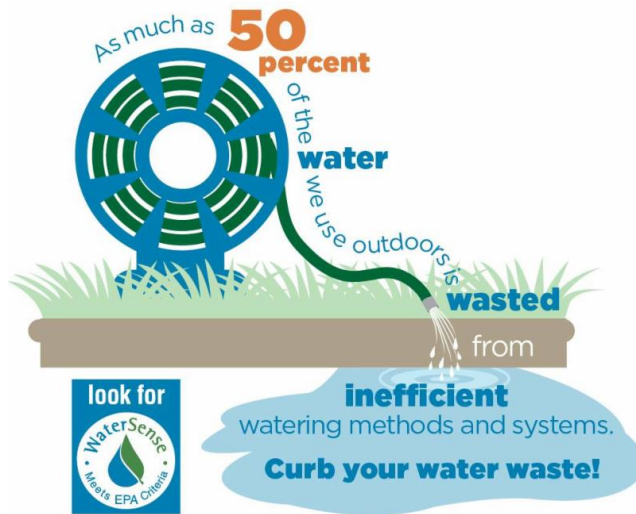 As much as 50
percent
of the
water
we use outdoors is
wasted
from
inefficient
watering methods and systems.
Curb your water waste!
look for
WaterSense
Meets EPA Criteria